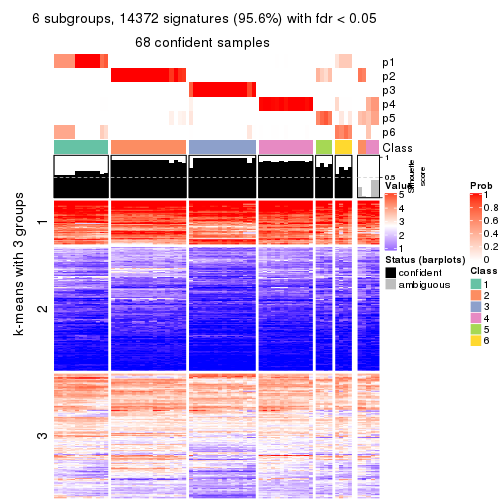 6 subgroups, 14372 signatures (95.6%) with fdr < 0.05
68 confident samples
p1
p2
p3
p4
p5
p6
Class
1
0.5
0
Silhouette
score
k-means with 3 groups
1
2
3
Value
5
4
3
2
1
Status (barplots)
confident
ambiguous
Prob
1
0.8
0.6
0.4
0.2
0
Class
1
2
3
4
5
6